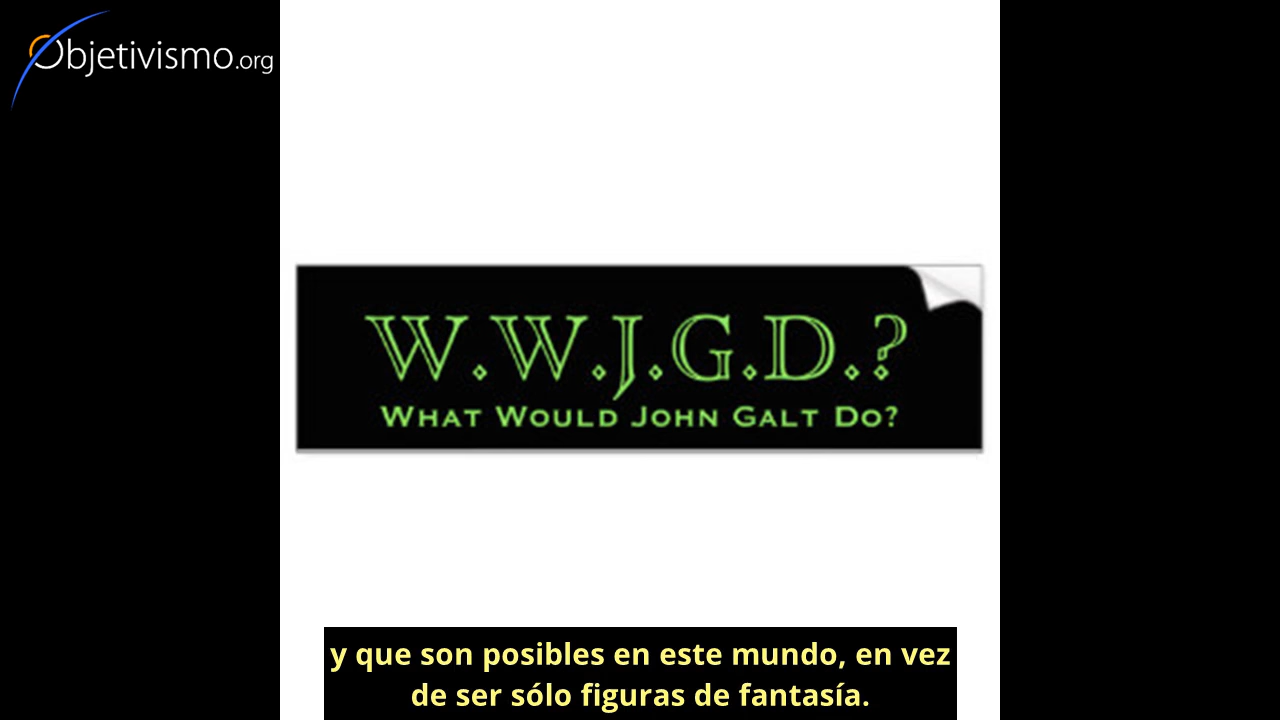 Objetivismo.org
W.W.J.G.D.?
What Would John Galt Do?
y que son posibles en este mundo, en vez
de ser sólo figuras de fantasía.